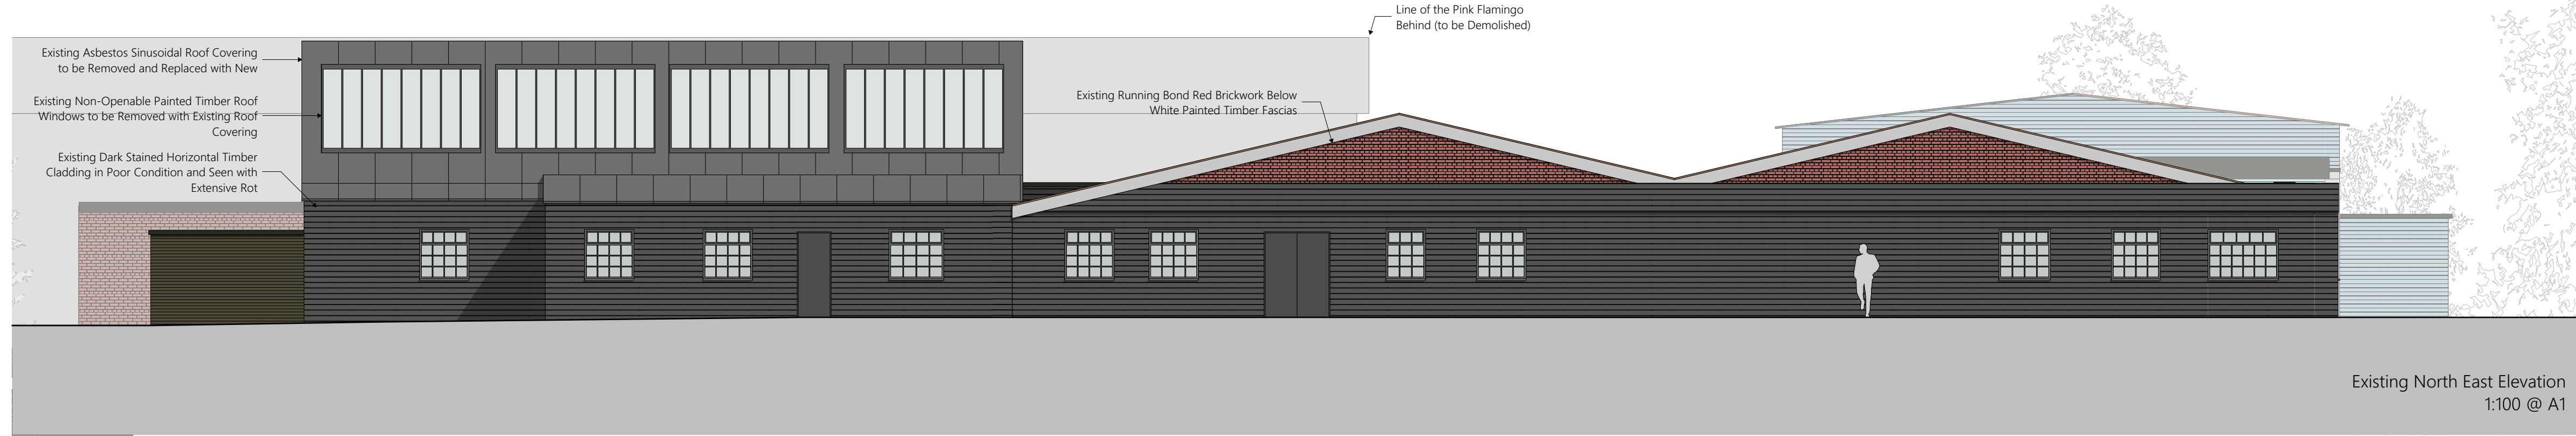 Line of the Pink Flamingo
Behind (to be Demolished)
Existing Asbestos Sinusoidal Roof Covering
to be Removed and Replaced with New
Existing Non-Openable Painted Timber Roof
Windows to be Removed with Existing Roof
Covering
Existing Running Bond Red Brickwork Below
White Painted Timber Fascias
Existing Dark Stained Horizontal Timber
Cladding in Poor Condition and Seen with
Extensive Rot
Existing North East Elevation
1:100 @ A1